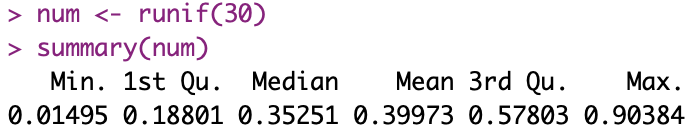 > num <- runif(30)
> summary(num)
Min. 1st Qu. Median Mean 3rd Qu. Max.
0.01495 0.18801 0.35251 0.39973 0.57803 0.90384